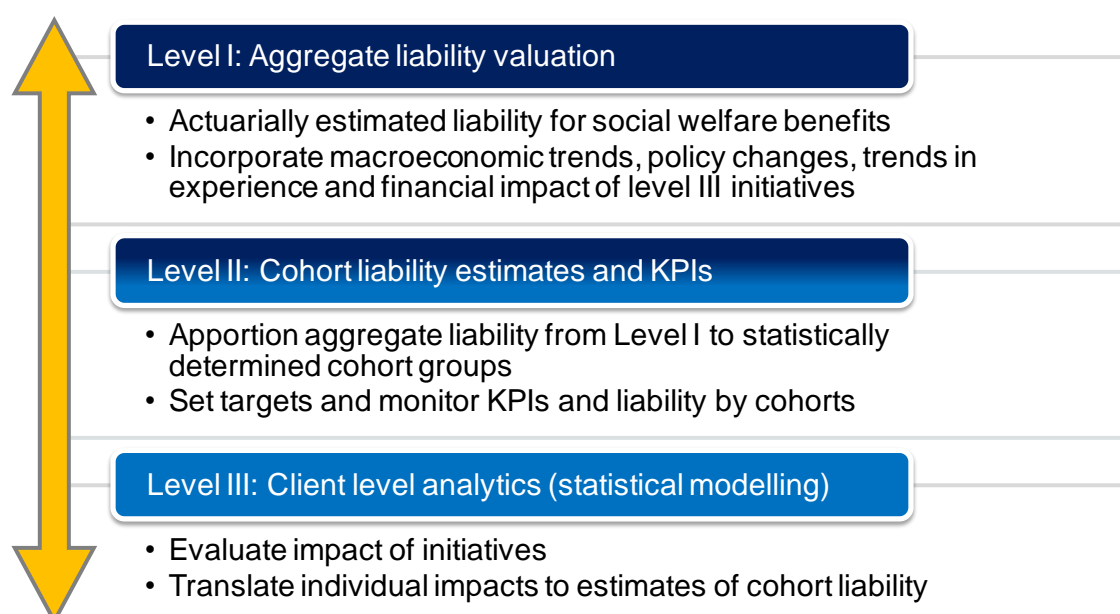 Level I: Aggregate liability valuation
• Actuarially estimated liability for social welfare benefits
• Incorporate macroeconomic trends, policy changes, trends in
experience and financial impact of level III initiatives
Level II: Cohort liability estimates and KPIs
• Apportion aggregate liability from Level I to statistically
determined cohort groups
• Set targets and monitor KPIs and liability by cohorts
Level III: Client level analytics (statistical modelling)
• Evaluate impact of initiatives
• Translate individual impacts to estimates of cohort liability